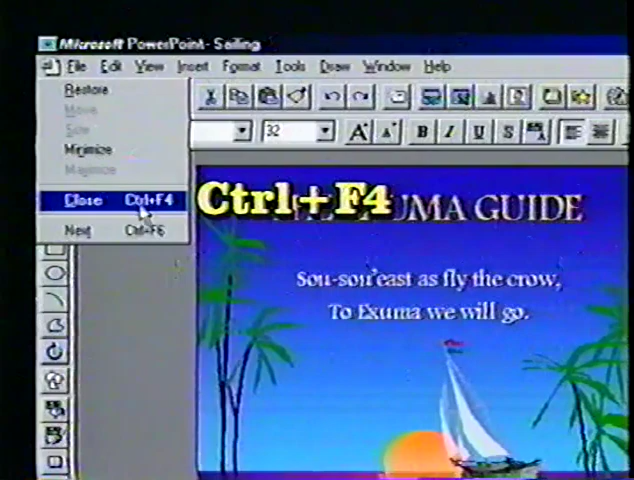 Microsoft PowerPoint - Sailing
File Edit View Insert Format Tools Draw Window Help
Restore
Move
Size
Minimize
Maximize
Close Ctrl+F4
Next Ctrl+F6
32
A A B I U S
Ctrl+F4
UMA GUIDE
Sou-sou'east as fly the crow,
To Exuma we will go.